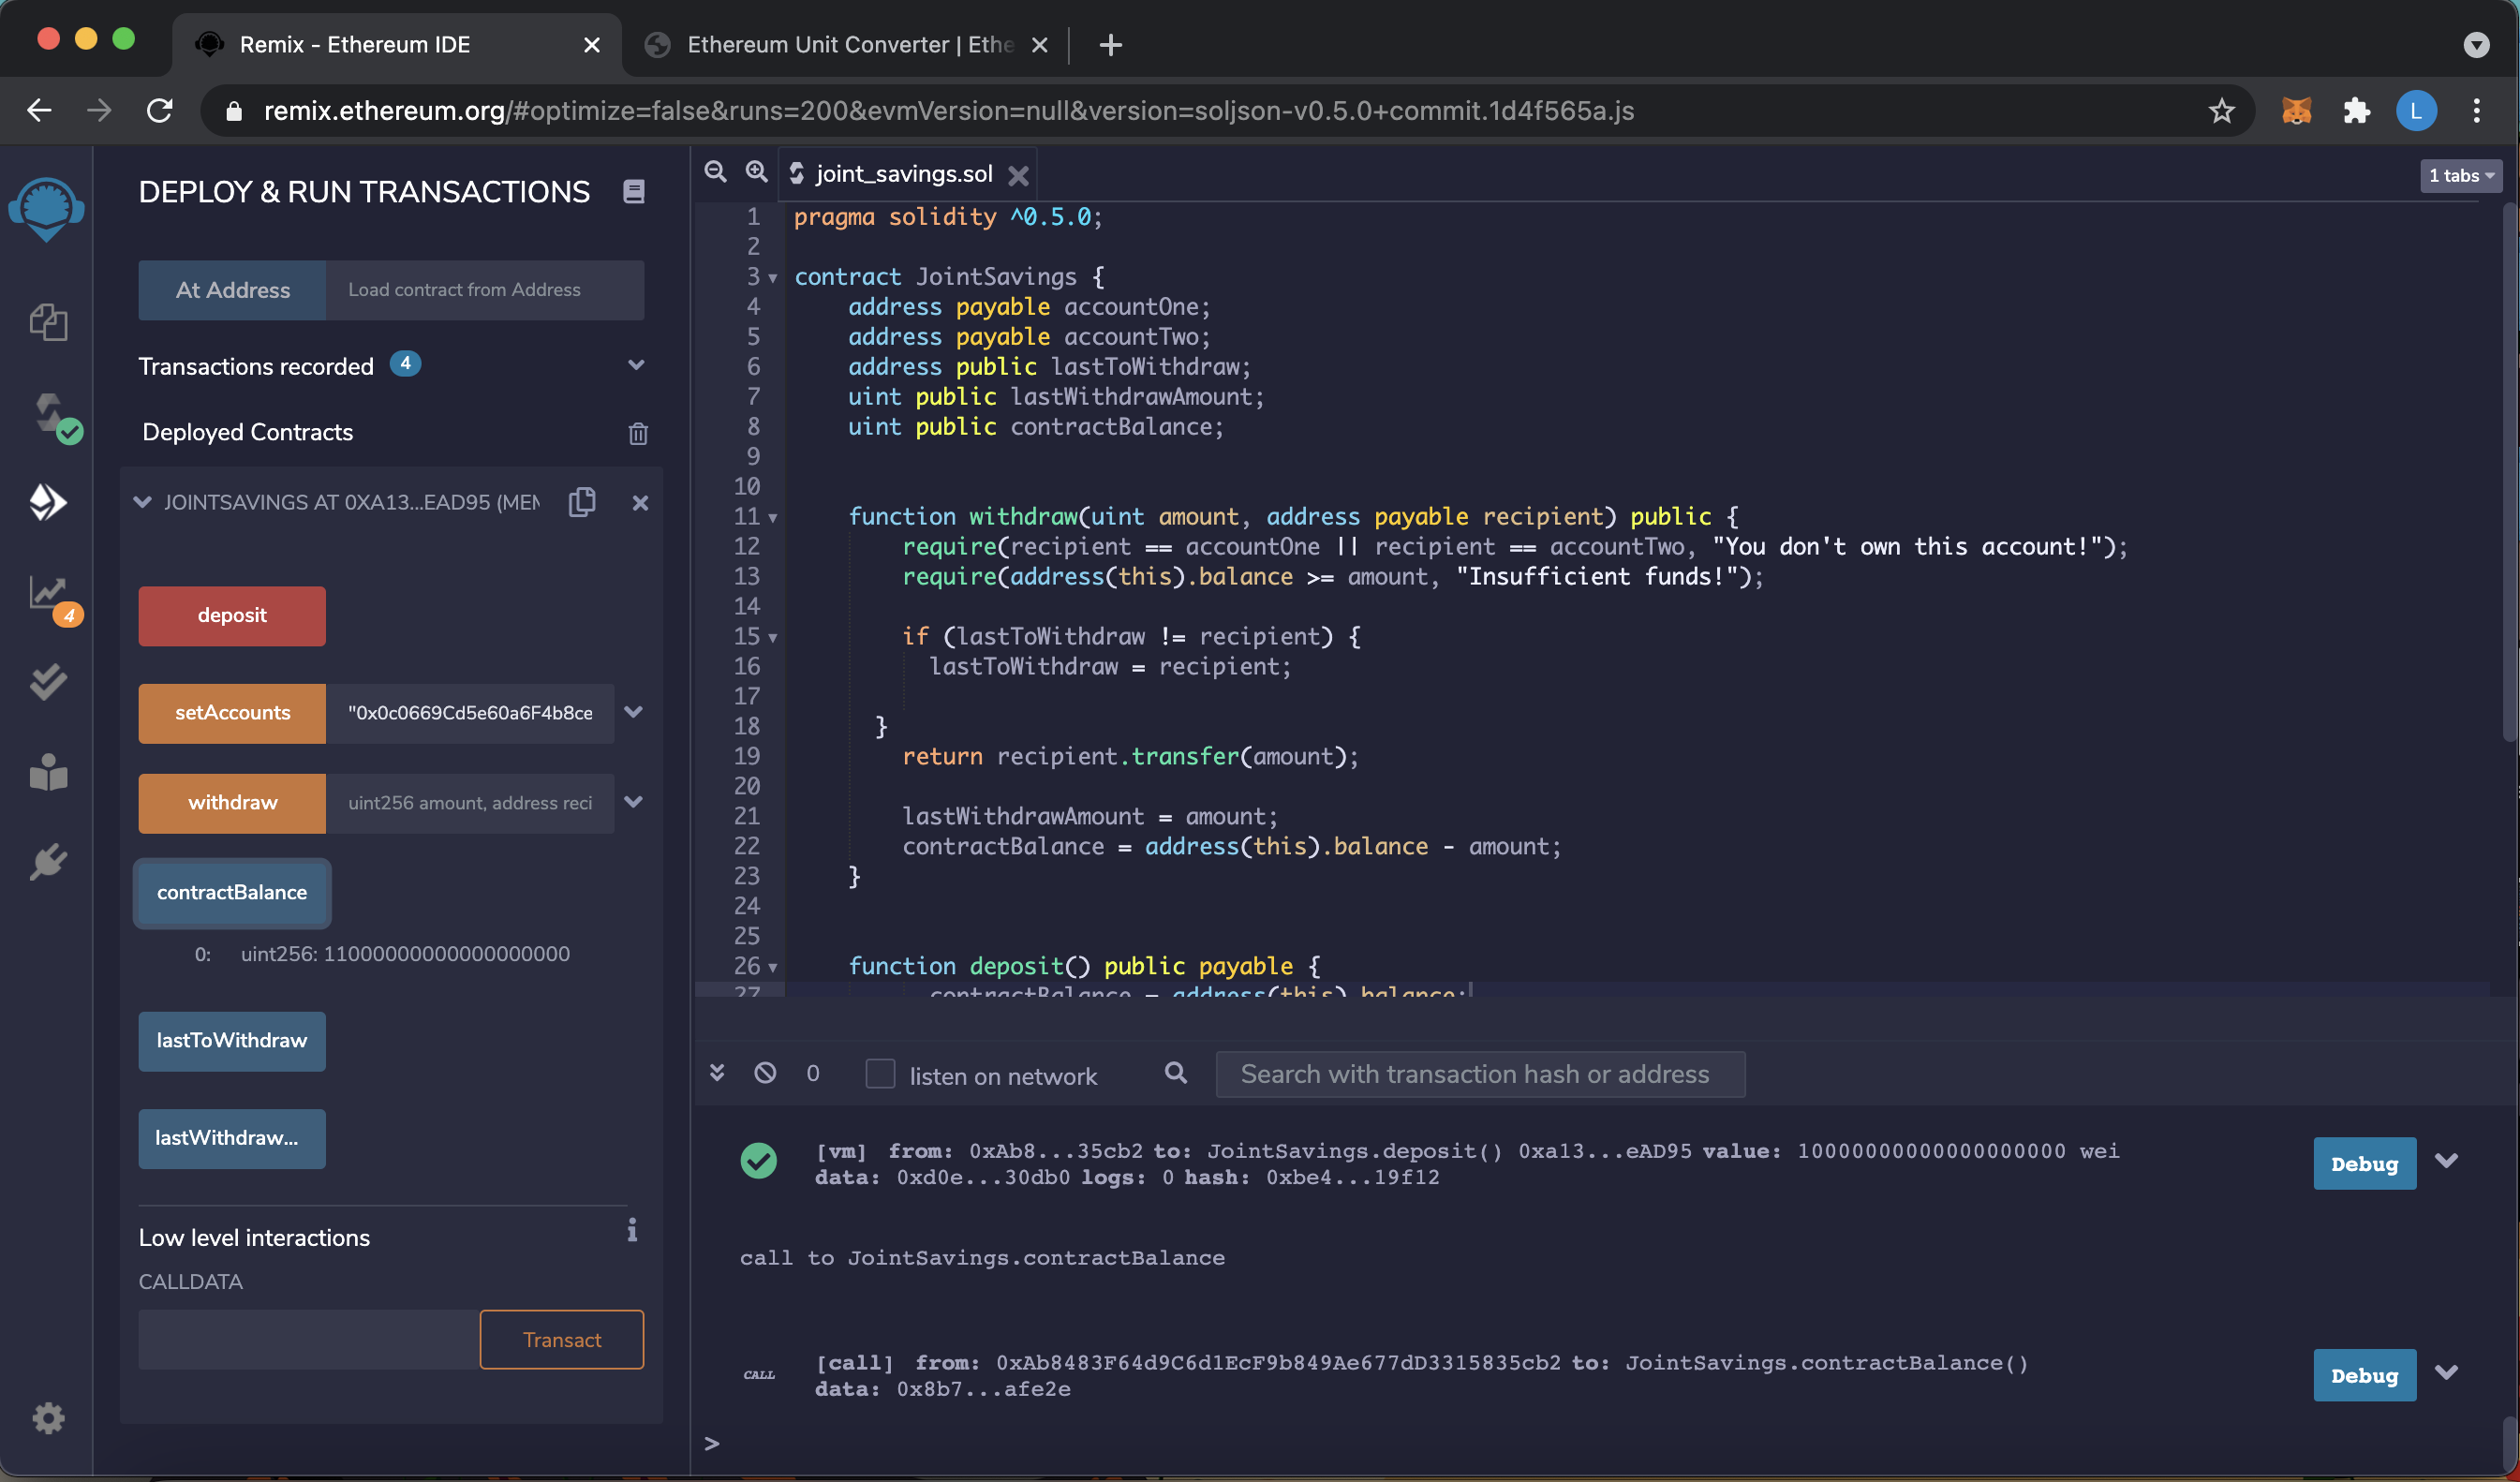 Remix - Ethereum IDE
Ethereum Unit Converter | Ethe
remix.ethereum.org/#optimize=false&runs=200&evmVersion=null&version=soljson-v0.5.0+commit.1d4f565a.js
L
DEPLOY & RUN TRANSACTIONS
At Address
Load contract from Address
Transactions recorded 4
Deployed Contracts
JOINTSAVINGS AT 0XA13...EAD95 (MEM
4
deposit
setAccounts
"0x0c0669Cd5e60a6F4b8ce
withdraw
uint256 amount, address reci
contractBalance
0: uint256: 11000000000000000000
lastToWithdraw
lastWithdraw...
Low level interactions
CALLDATA
Transact
joint_savings.sol
1 tabs
1 pragma solidity ^0.5.0;
2
3 contract JointSavings {
4 address payable accountOne;
5 address payable accountTwo;
6 address public lastToWithdraw;
7 uint public lastWithdrawAmount;
8 uint public contractBalance;
9
10
11 function withdraw(uint amount, address payable recipient) public {
12 require(recipient == accountOne || recipient == accountTwo, "You don't own this account!");
13 require(address(this).balance >= amount, "Insufficient funds!");
14
15 if (lastToWithdraw != recipient) {
16 lastToWithdraw = recipient;
17
18 }
19 return recipient.transfer(amount);
20
21 lastWithdrawAmount = amount;
22 contractBalance = address(this).balance - amount;
23 }
24
25
26 function deposit() public payable {
27 contractBalance = address(this).balance;
0
listen on network
Search with transaction hash or address
[vm] from: 0xAb8...35cb2 to: JointSavings.deposit() 0xa13...eAD95 value: 10000000000000000000 wei
data: 0xd0e...30db0 logs: 0 hash: 0xbe4...19f12
Debug
call to JointSavings.contractBalance
CALL
[call] from: 0xAb8483F64d9C6d1EcF9b849Ae677dD3315835cb2 to: JointSavings.contractBalance()
data: 0x8b7...afe2e
Debug
>